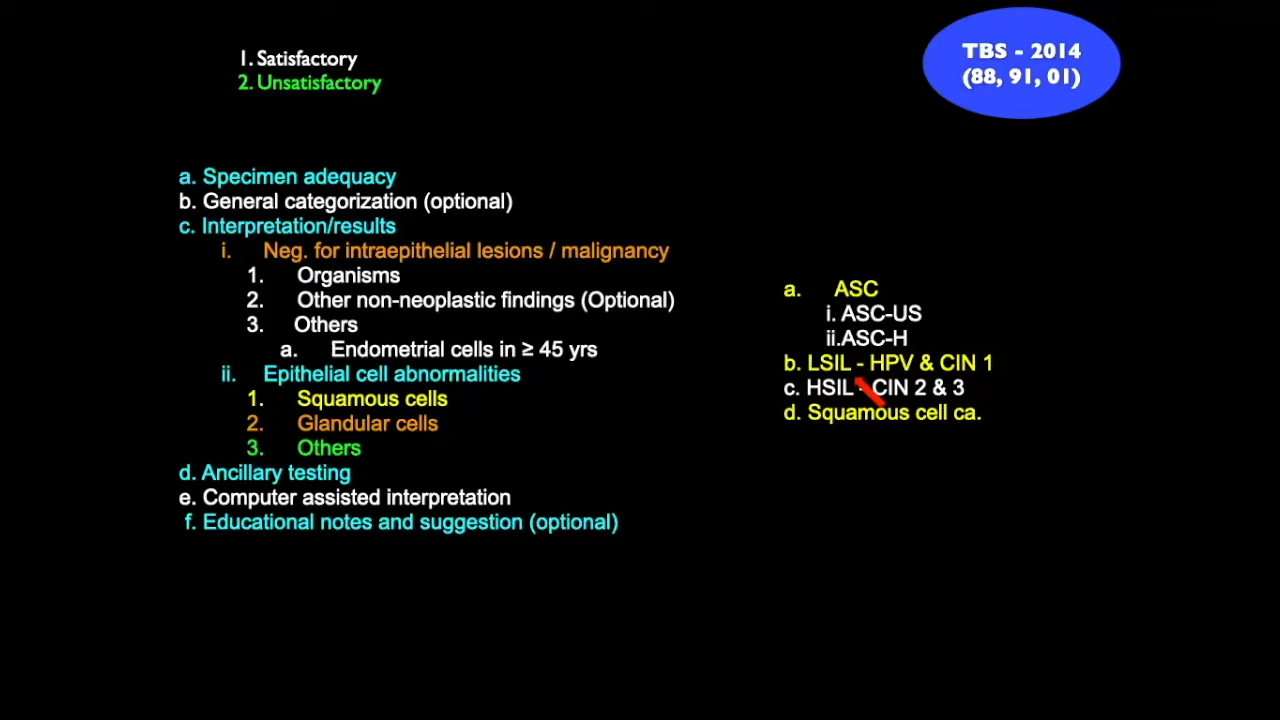 1. Satisfactory
2. Unsatisfactory
TBS - 2014
(88, 91, 01)
a. Specimen adequacy
b. General categorization (optional)
c. Interpretation/results
i. Neg. for intraepithelial lesions / malignancy
1. Organisms
2. Other non-neoplastic findings (Optional)
3. Others
a. Endometrial cells in ≥ 45 yrs
ii. Epithelial cell abnormalities
1. Squamous cells
2. Glandular cells
3. Others
d. Ancillary testing
e. Computer assisted interpretation
f. Educational notes and suggestion (optional)
a. ASC
i. ASC-US
ii.ASC-H
b. LSIL - HPV & CIN 1
c. HSIL - CIN 2 & 3
d. Squamous cell ca.